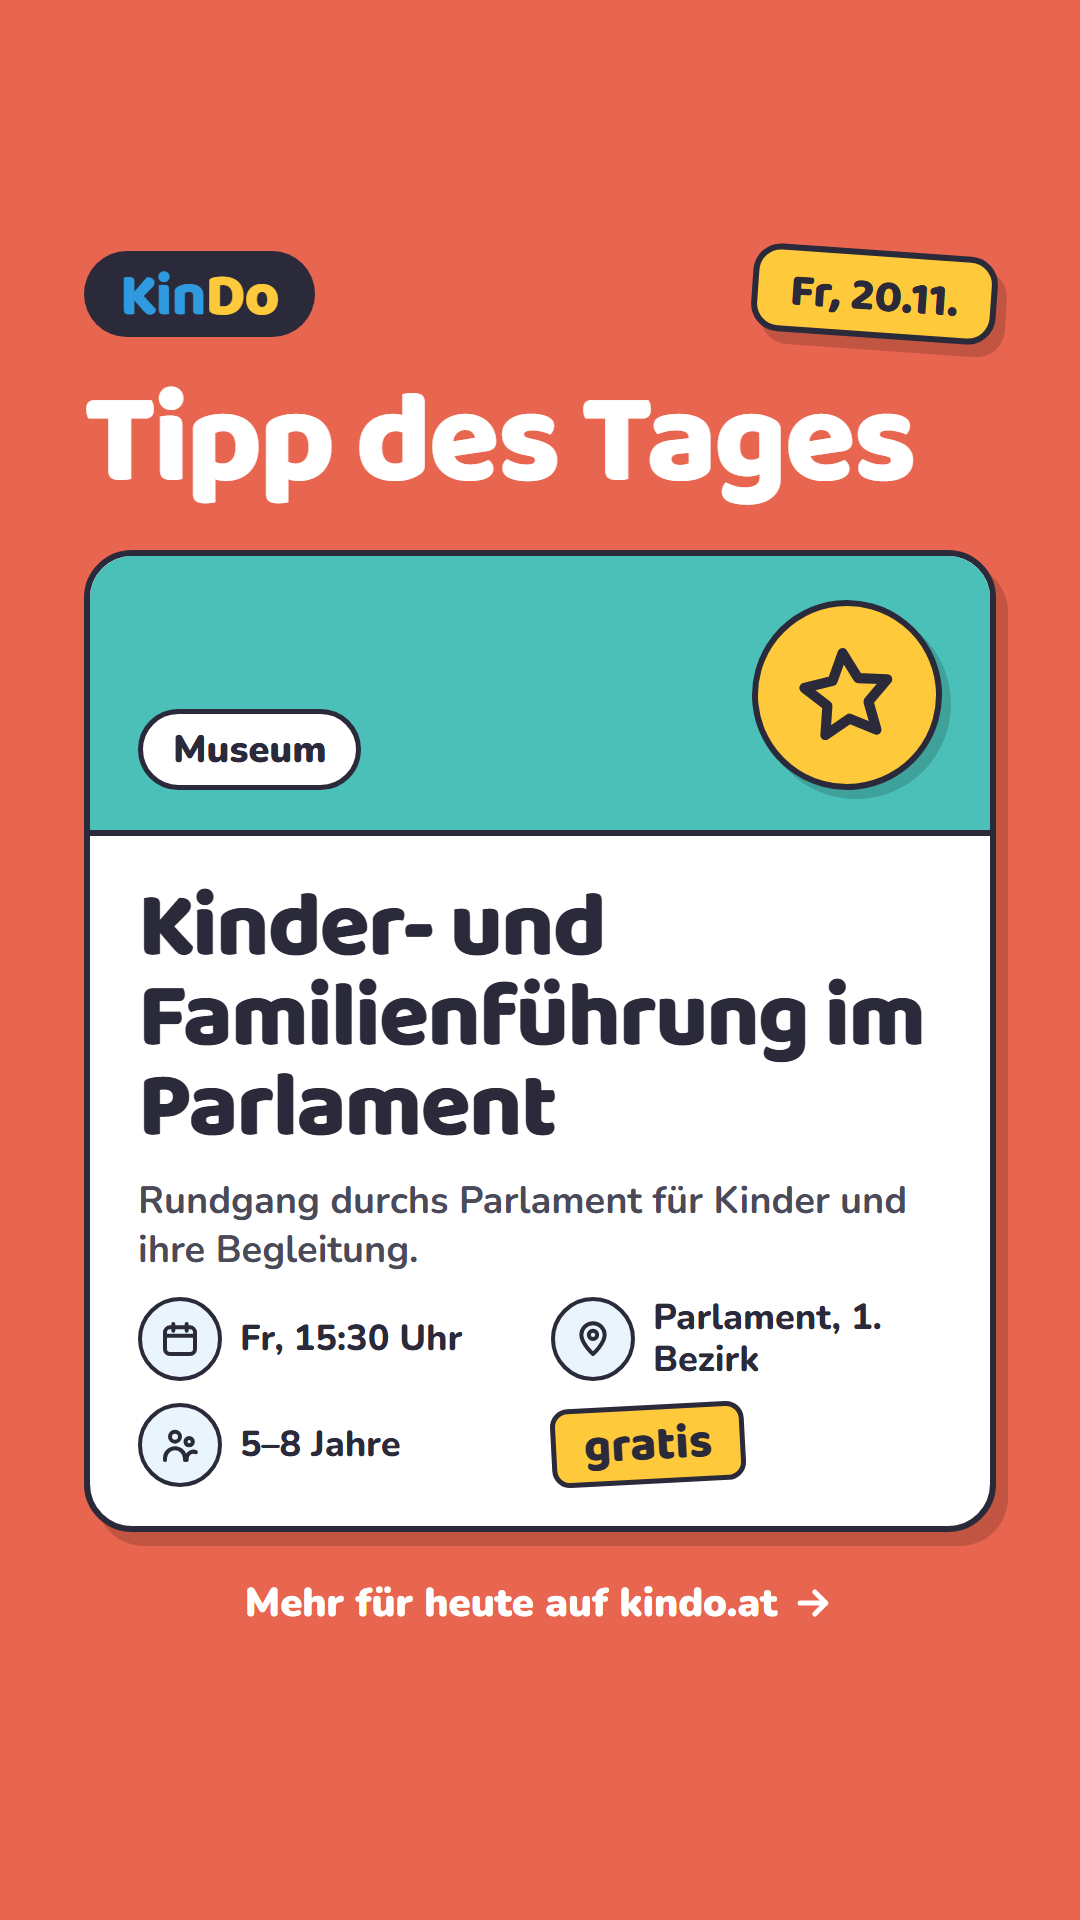 KinDo
Fr, 20.11.
Tipp des Tages
Museum
Kinder- und
Familienführung im
Parlament
Rundgang durchs Parlament für Kinder und
ihre Begleitung.
Fr, 15:30 Uhr
Parlament, 1.
Bezirk
5–8 Jahre
gratis
Mehr für heute auf kindo.at →